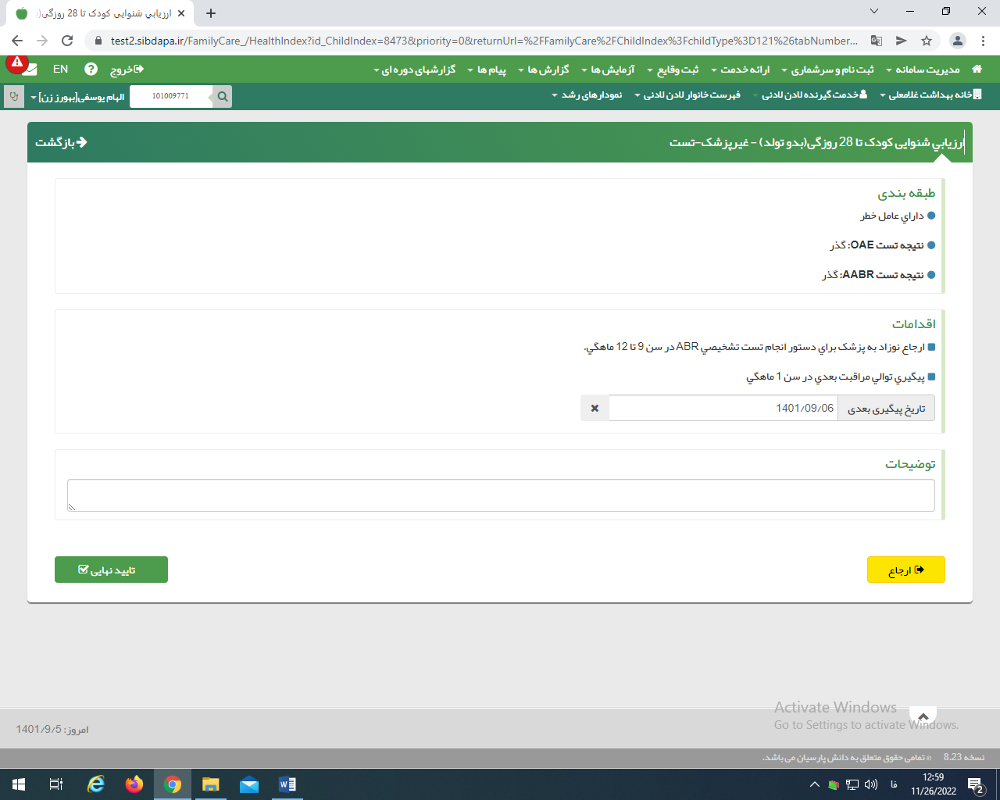 ارزيابي شنوایی کودک تا 28 روزگی(ب
test2.sibdapa.ir/FamilyCare_/HealthIndex?id_ChildIndex=8473&priority=0&returnUrl=%2FFamilyCare%2FChildIndex%3FchildType%3D121%26tabNumber...
مدیریت سامانه ثبت نام و سرشماری ارائه خدمت ثبت وقایع آزمایش ها گزارش ها پیام ها گزارشهای دوره ای خروج ? EN
خانه بهداشت غلامعلی خدمت گیرنده لادن لادنی فهرست خانوار لادن لادنی نمودارهای رشد 101009771 الهام یوسفی[بهورز زن]
ارزيابي شنوایی کودک تا 28 روزگی(بدو تولد) - غیرپزشک-تست
بازگشت
طبقه بندی
داراي عامل خطر
نتیجه تست OAE: گذر
نتیجه تست AABR: گذر
اقدامات
ارجاع نوزاد به پزشک براي دستور انجام تست تشخيصي ABR در سن 9 تا 12 ماهگي.
پيگيري توالي مراقبت بعدي در سن 1 ماهگي
تاریخ پیگیری بعدی 1401/09/06
توضیحات
ارجاع
تایید نهایی
Activate Windows
Go to Settings to activate Windows.
امروز: 1401/9/5
نسخه 8.23 © تمامی حقوق متعلق به دانش پارسیان می باشد.
فا
12:59
11/26/2022
2